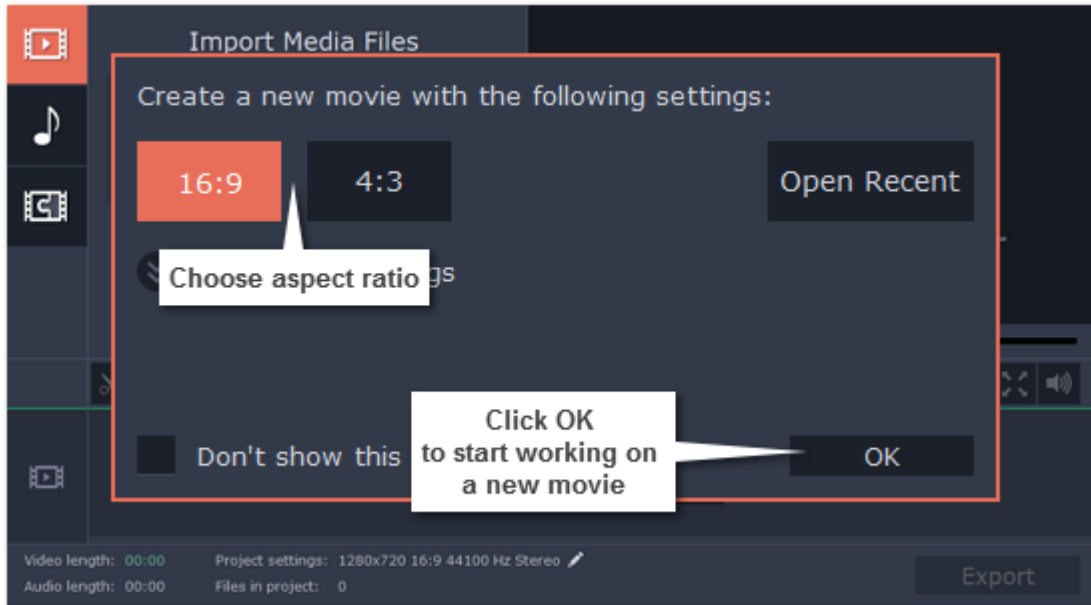 Import Media Files
Create a new movie with the following settings:
16:9
4:3
Open Recent
Choose aspect ratio
gs
Click OK
to start working on
a new movie
Don't show this
OK
Video length: 00:00 Project settings: 1280x720 16:9 44100 Hz Stereo
Audio length: 00:00 Files in project: 0
Export